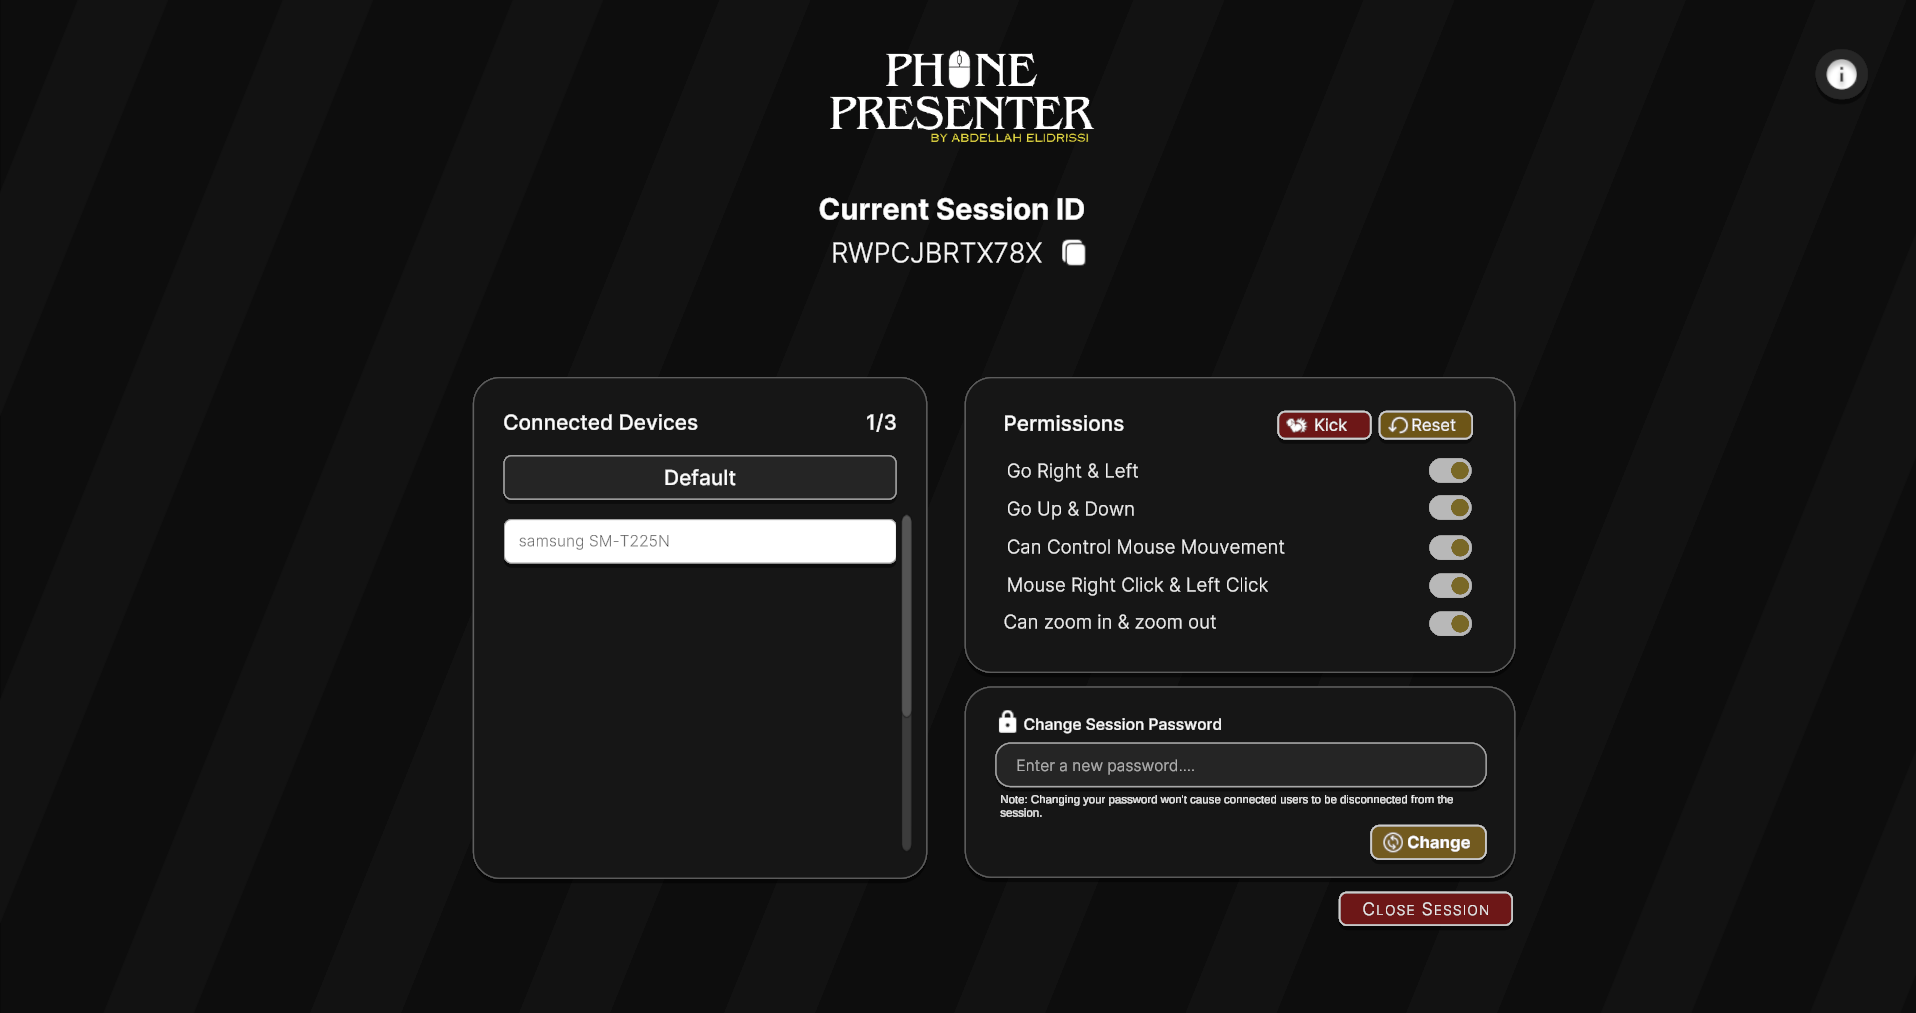 PHONE
PRESENTER
BY ABDELLAH ELIDRISSI
Current Session ID
RWPCJBRTX78X
Connected Devices 1/3
Default
samsung SM-T225N
Permissions
Kick
Reset
Go Right & Left
Go Up & Down
Can Control Mouse Mouvement
Mouse Right Click & Left Click
Can zoom in & zoom out
Change Session Password
Enter a new password....
Note: Changing your password won't cause connected users to be disconnected from the
session.
Change
CLOSE SESSION